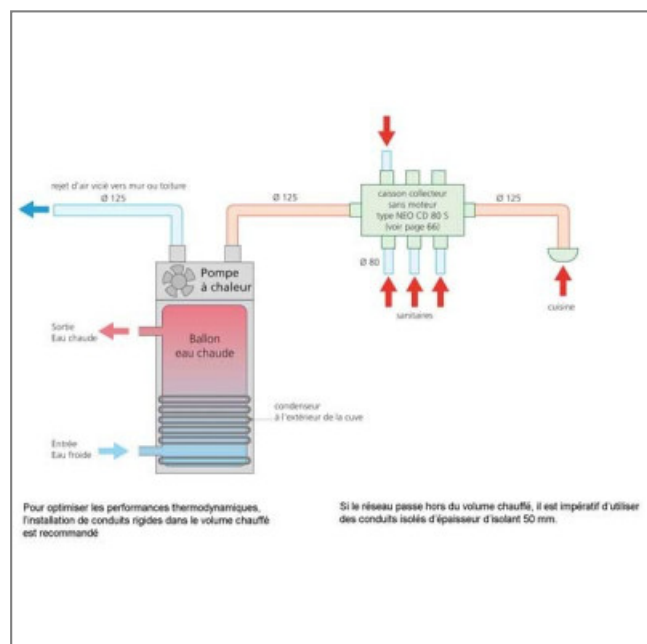 rejet d'air vicié vers mur ou toiture
Ø 125
Ø 125
caisson collecteur
sans moteur
type NEO CD 80 S
(voir page 66)
Ø 125
Ø 80
sanitaires
cuisine
Pompe
à chaleur
Sortie
Eau chaude
Ballon
eau chaude
condenseur
à l'extérieur de la cuve
Entrée
Eau froide
Pour optimiser les performances thermodynamiques,
l'installation de conduits rigides dans le volume chauffé
est recommandé
Si le réseau passe hors du volume chauffé, il est impératif d'utiliser
des conduits isolés d'épaisseur d'isolant 50 mm.